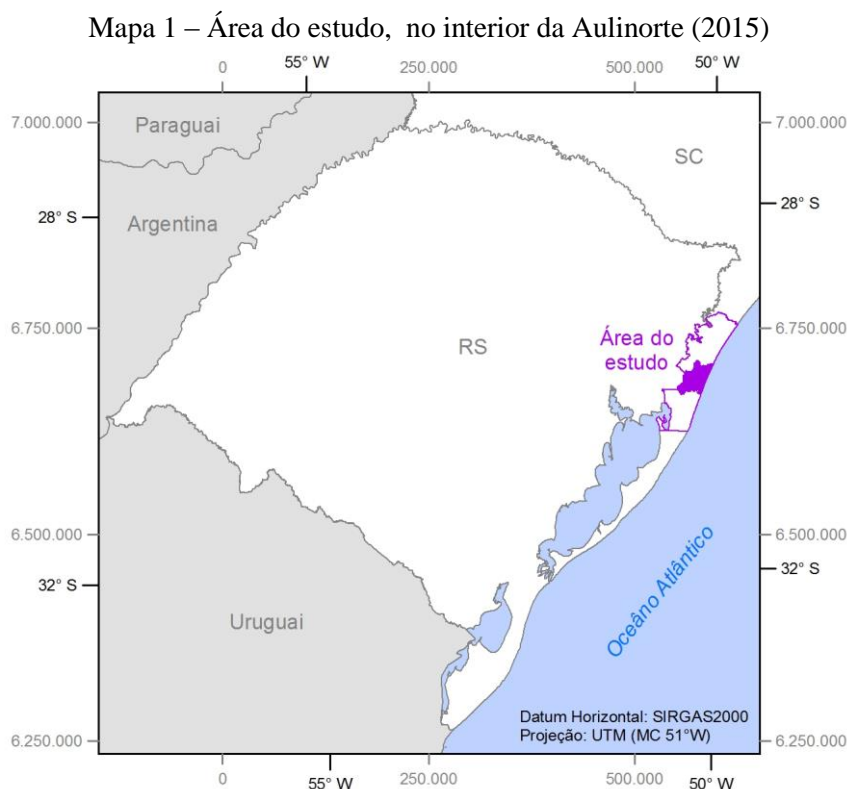 Mapa 1 – Área do estudo, no interior da Aulinorte (2015)
0 55° W 250.000 500.000 50° W
7.000.000 Paraguai SC 7.000.000
28° S Argentina 28° S
6.750.000 RS Área do 6.750.000
estudo
6.500.000 6.500.000
32° S Oceâno Atlântico 32° S
Uruguai
Datum Horizontal: SIRGAS2000
Projeção: UTM (MC 51°W)
6.250.000 6.250.000
0 55° W 250.000 500.000 50° W